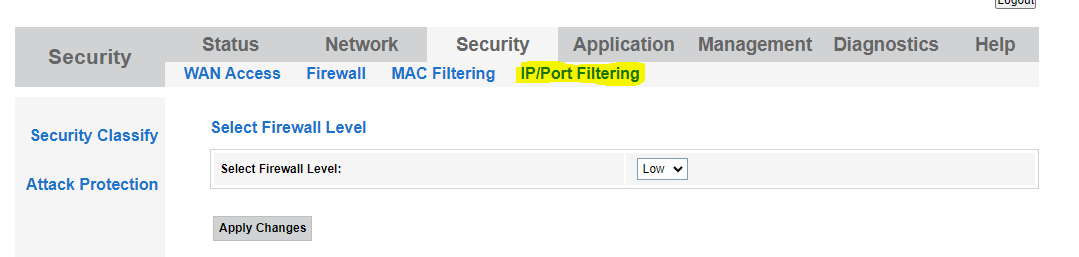 Logout
Security
Status Network Security Application Management Diagnostics Help
WAN Access Firewall MAC Filtering IP/Port Filtering
Security Classify
Attack Protection
Select Firewall Level
Select Firewall Level: Low
Apply Changes